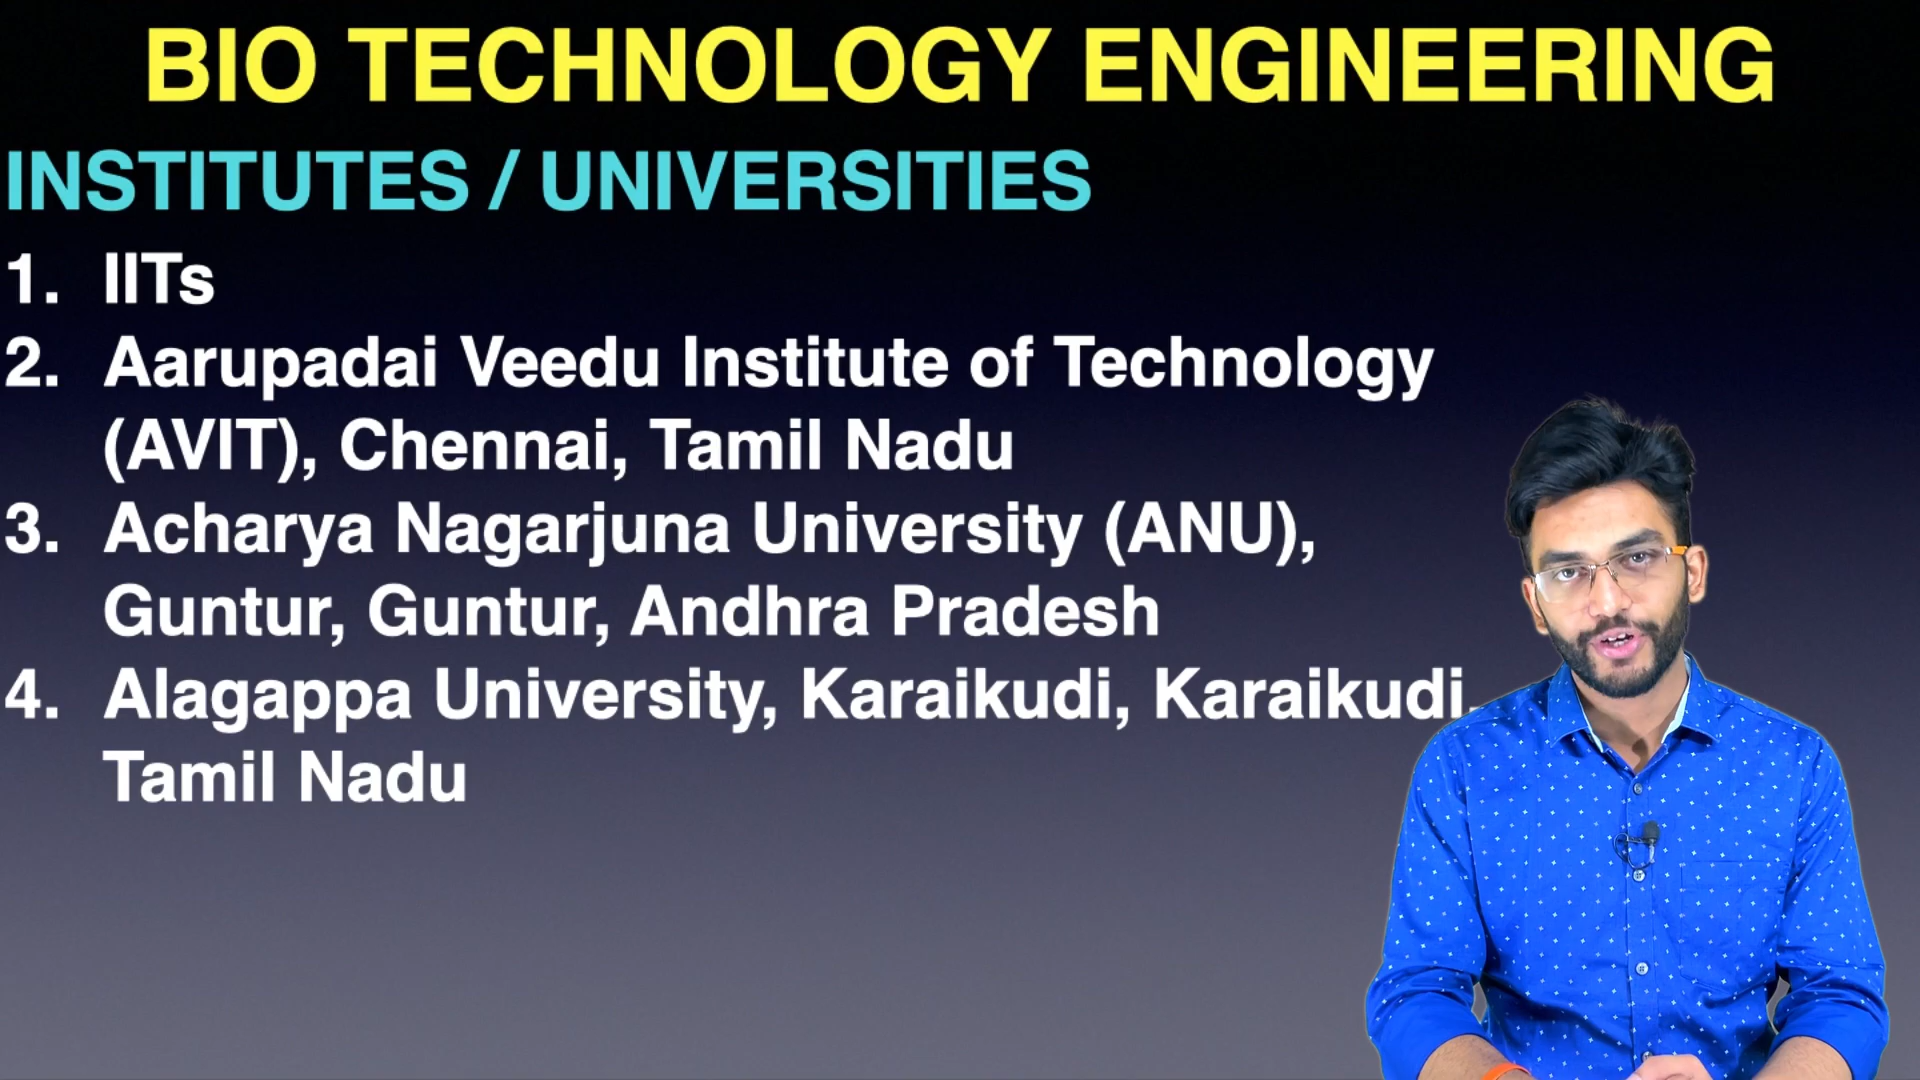 BIO TECHNOLOGY ENGINEERING
INSTITUTES / UNIVERSITIES
1. IITs
2. Aarupadai Veedu Institute of Technology
(AVIT), Chennai, Tamil Nadu
3. Acharya Nagarjuna University (ANU),
Guntur, Guntur, Andhra Pradesh
4. Alagappa University, Karaikudi, Karaikudi,
Tamil Nadu